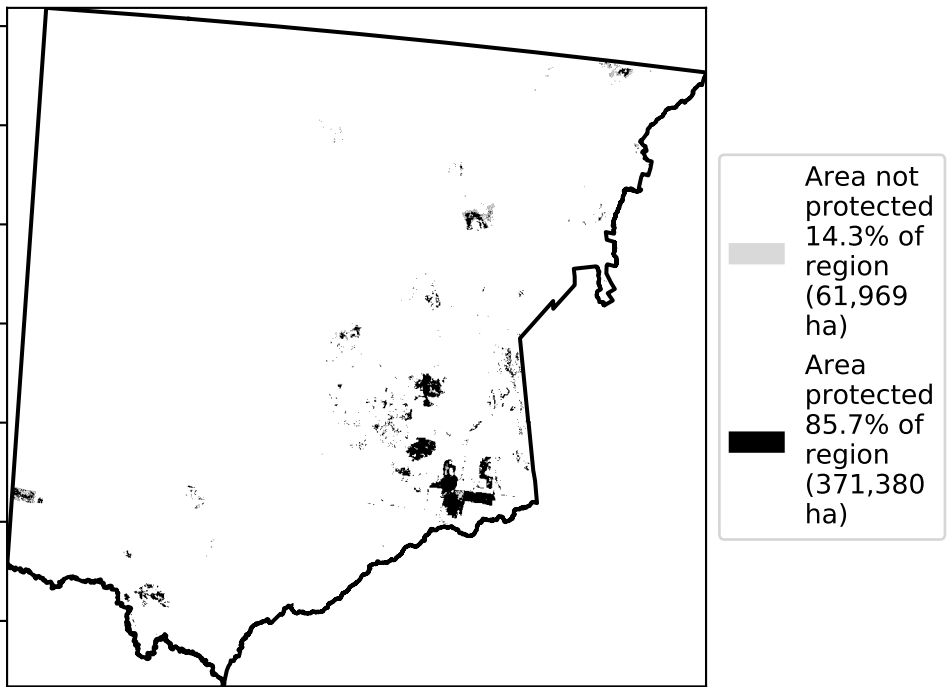 Area not
protected
14.3% of
region
(61,969
ha)
Area
protected
85.7% of
region
(371,380
ha)